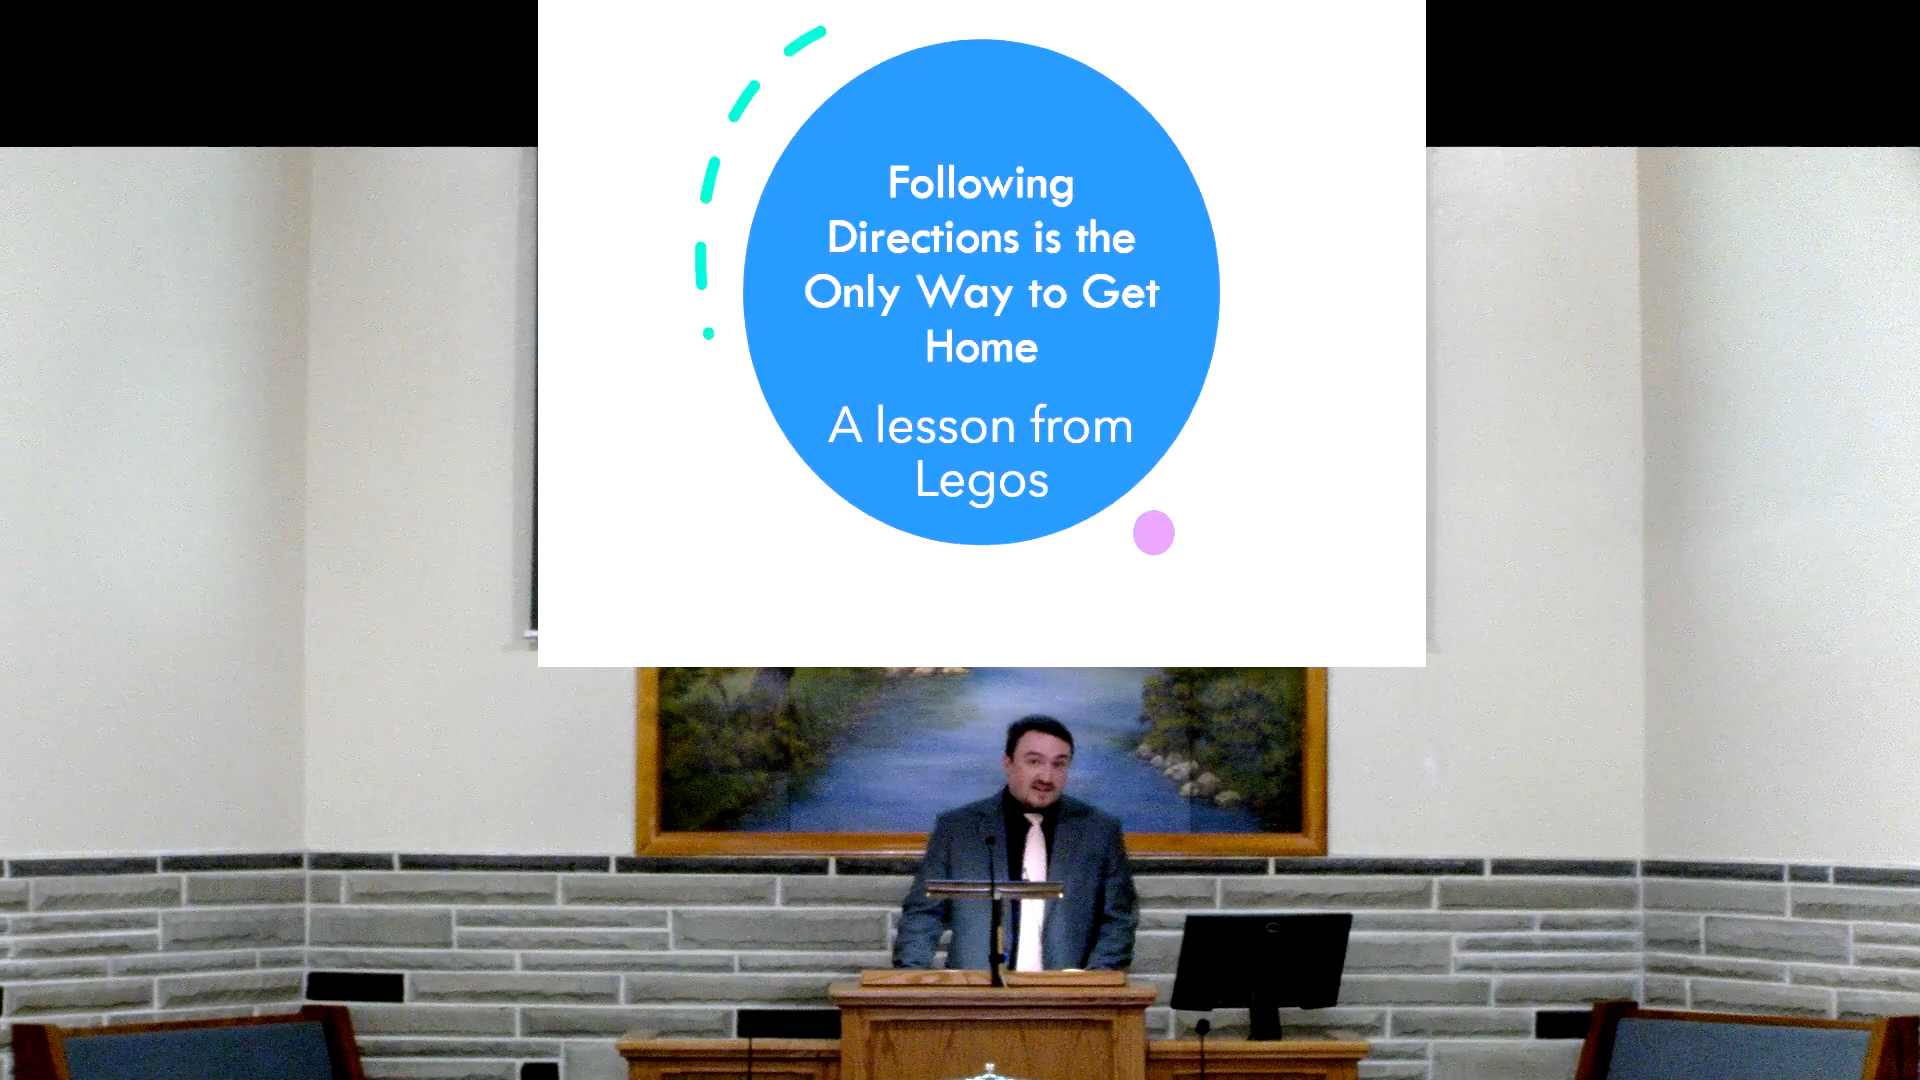 Following
Directions is the
Only Way to Get
Home
A lesson from
Legos